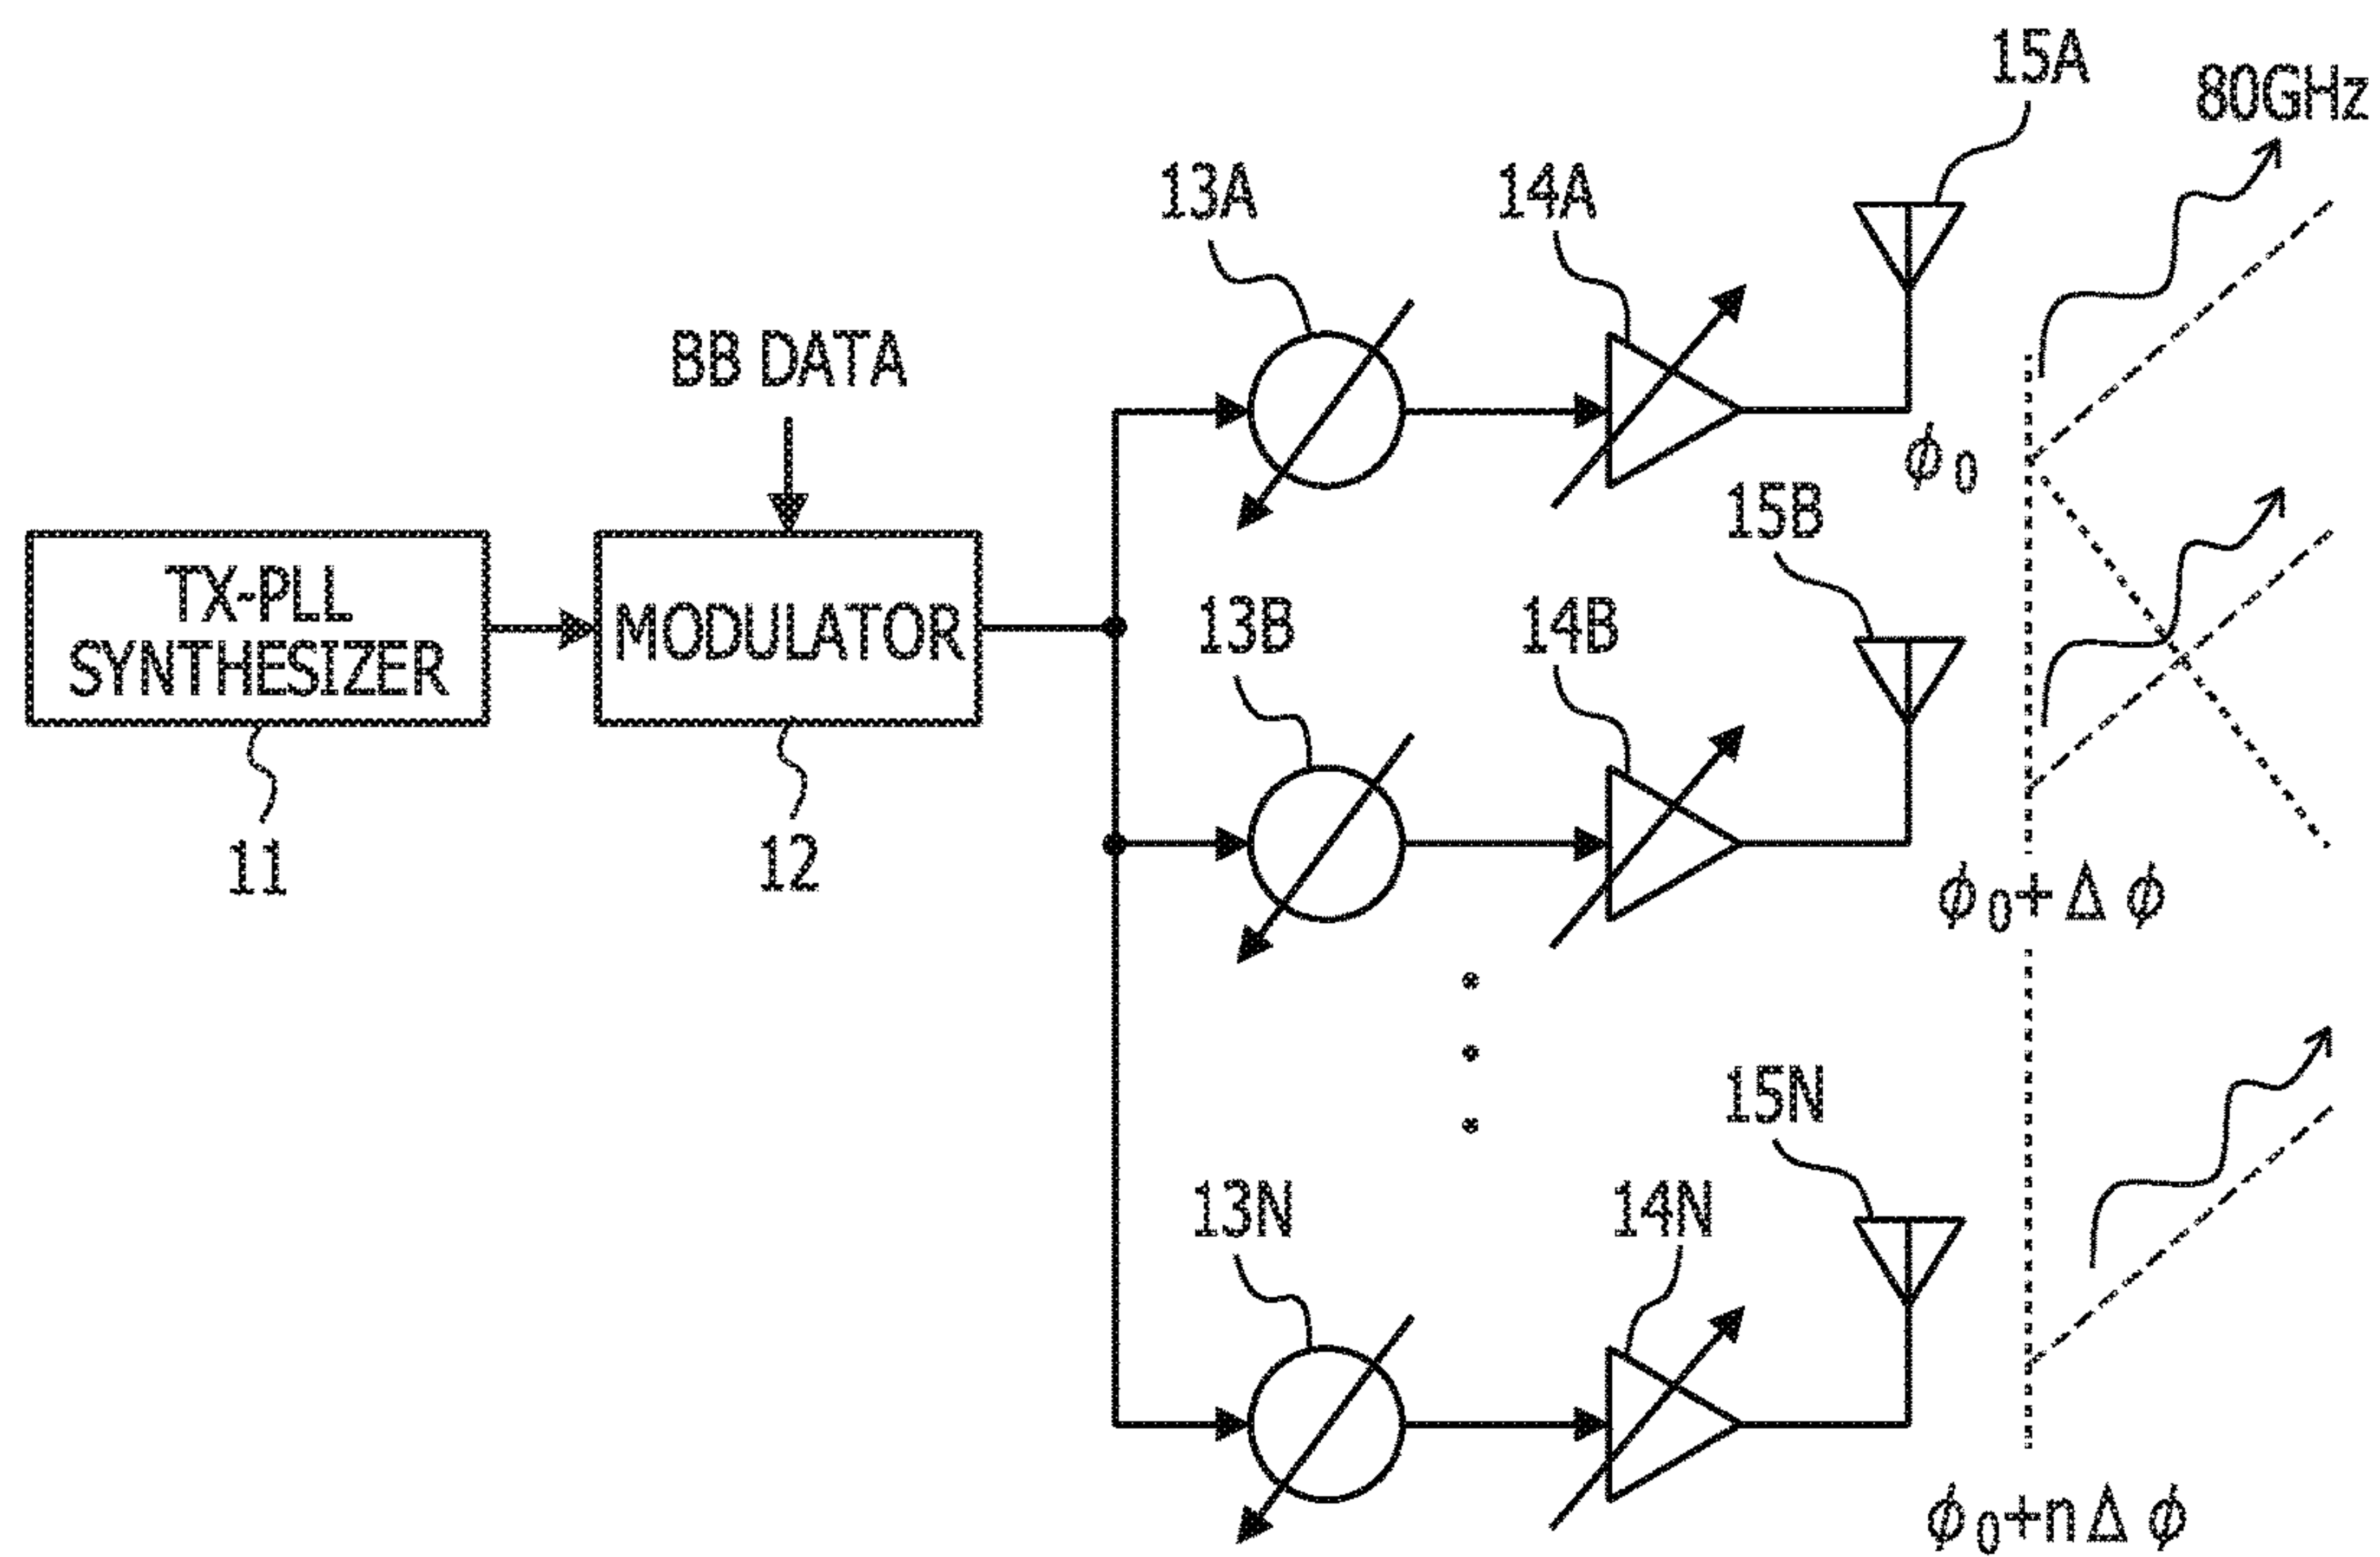 15A
80GHz
13A
14A
BB DATA
ϕ0
15B
TX-PLL
SYNTHESIZER
MODULATOR
13B
14B
11
12
ϕ0+Δϕ
15N
13N
14N
ϕ0+nΔϕ